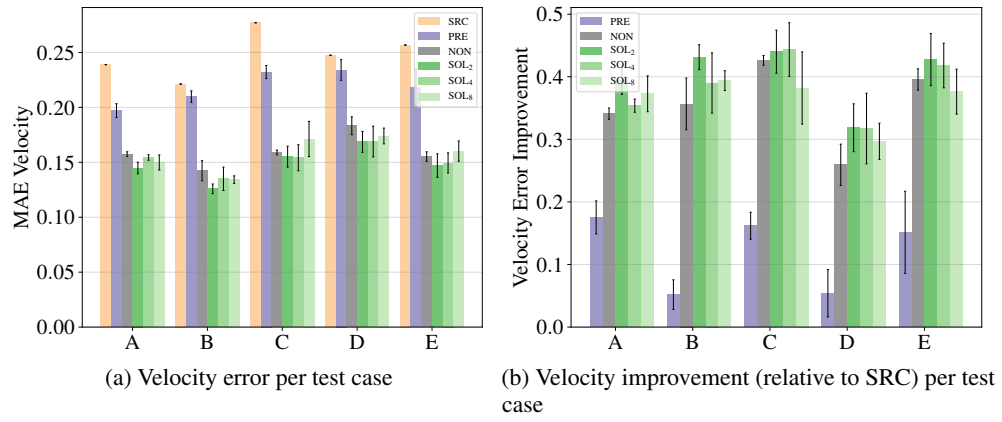 MAE Velocity
0.25
0.20
0.15
0.10
0.05
0.00
SRC
PRE
NON
SOL₂
SOL₄
SOL₈
A B C D E
(a) Velocity error per test case
Velocity Error Improvement
0.5
0.4
0.3
0.2
0.1
0.0
PRE
NON
SOL₂
SOL₄
SOL₈
A B C D E
(b) Velocity improvement (relative to SRC) per test
case